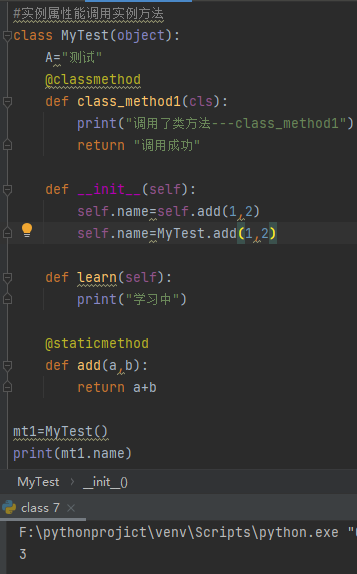 #实例属性能调用实例方法
class MyTest(object):
    A="测试"
    @classmethod
    def class_method1(cls):
        print("调用了类方法---class_method1")
        return "调用成功"
    def __init__(self):
        self.name=self.add(1,2)
        self.name=MyTest.add(1,2)
    def learn(self):
        print("学习中")
    @staticmethod
    def add(a,b):
        return a+b
mt1=MyTest()
print(mt1.name)
MyTest › __init__()
class 7 ×
F:\pythonprojict\venv\Scripts\python.exe "
3